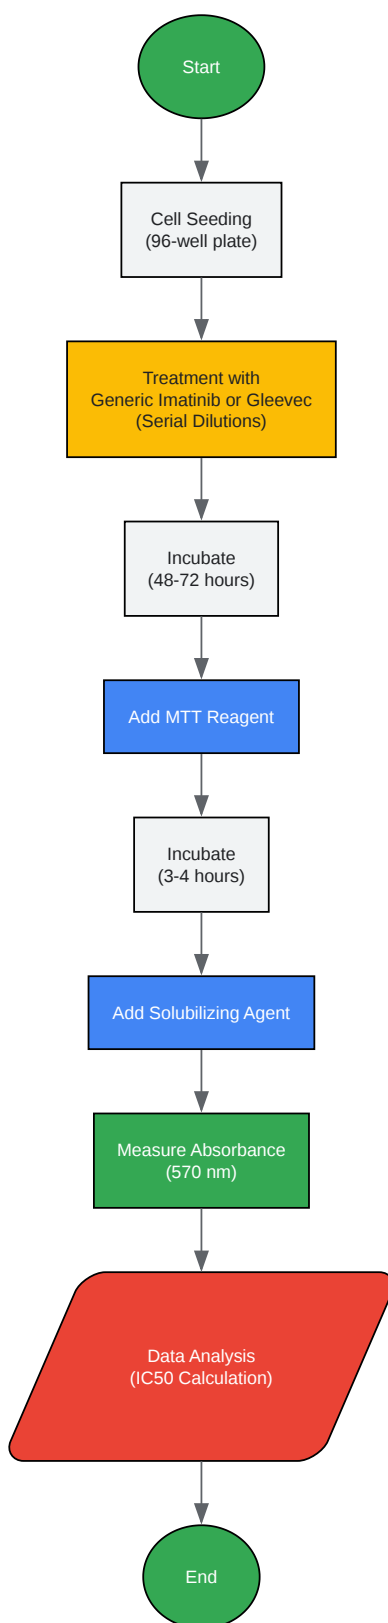 Start
Cell Seeding
(96-well plate)
Treatment with
Generic Imatinib or Gleevec
(Serial Dilutions)
Incubate
(48-72 hours)
Add MTT Reagent
Incubate
(3-4 hours)
Add Solubilizing Agent
Measure Absorbance
(570 nm)
Data Analysis
(IC50 Calculation)
End